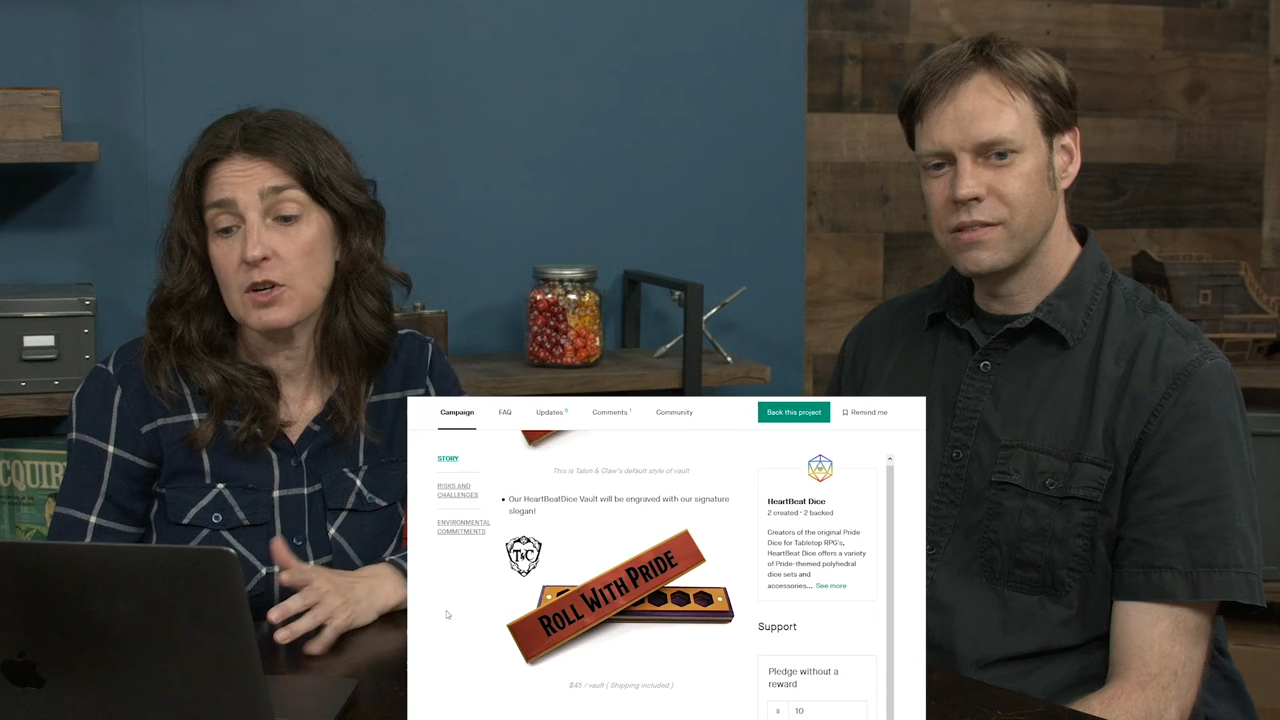 ACQUIR
Campaign
FAQ
Updates 0
Comments 1
Community
Back this project
Remind me
STORY
RISKS AND
CHALLENGES
ENVIRONMENTAL
COMMITMENTS
This is Talon & Claw's default style of vault
• Our HeartBeatDice Vault will be engraved with our signature
slogan!
T&C
ROLL WITH PRIDE
$45 / vault ( Shipping included )
HeartBeat Dice
2 created · 2 backed
Creators of the original Pride
Dice for Tabletop RPG's,
HeartBeat Dice offers a variety
of Pride-themed polyhedral
dice sets and
accessories... See more
Support
Pledge without a
reward
$ 10